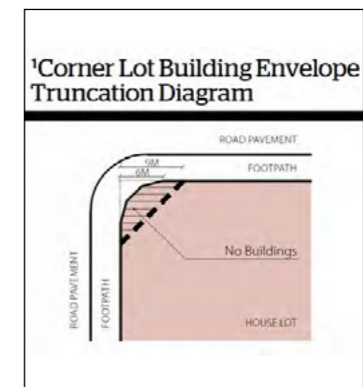 ¹Corner Lot Building Envelope
Truncation Diagram
ROAD PAVEMENT
9M
FOOTPATH
6M
No Buildings
ROAD PAVEMENT
FOOTPATH
HOUSE LOT